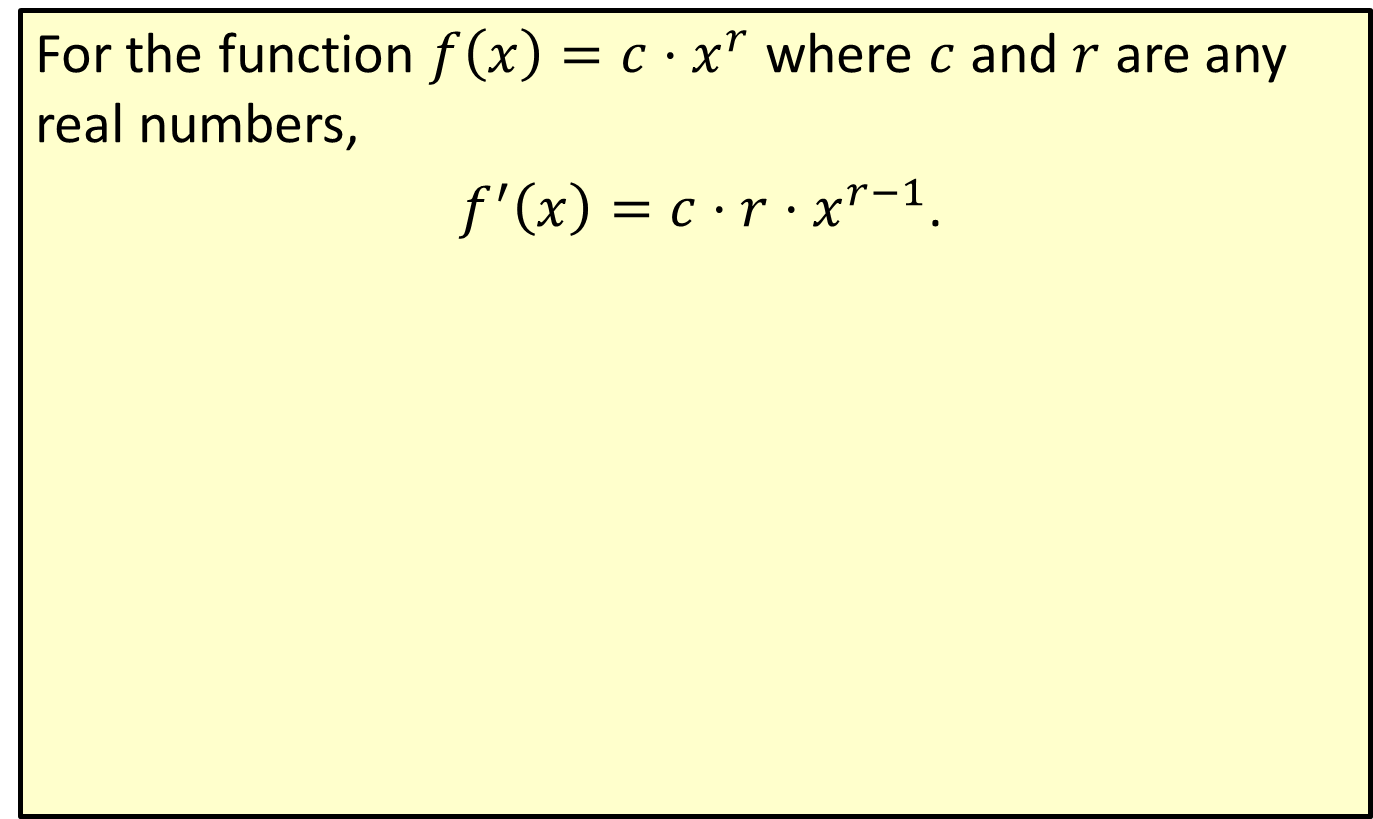 For the function f(x) = c · x^r where c and r are any
real numbers,
f′(x) = c · r · x^{r−1}.